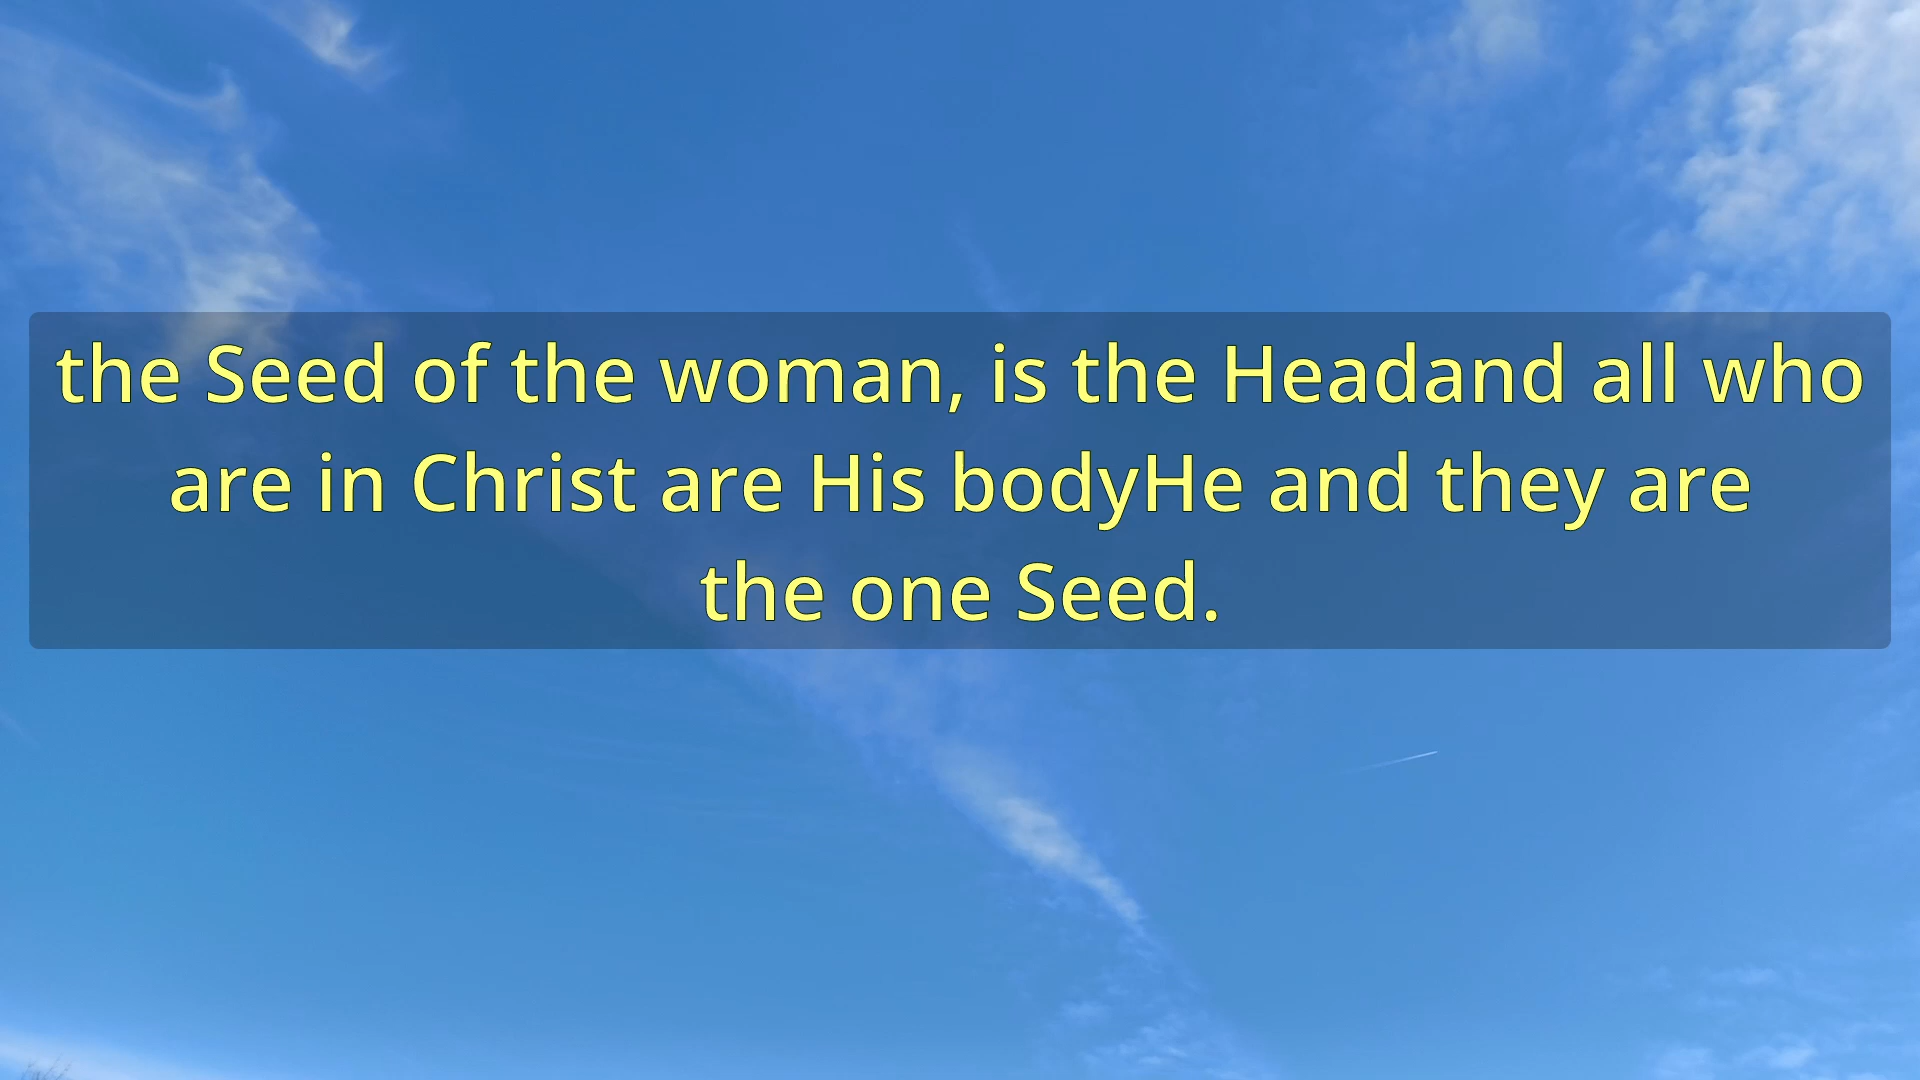 the Seed of the woman, is the Headand all who
are in Christ are His bodyHe and they are
the one Seed.